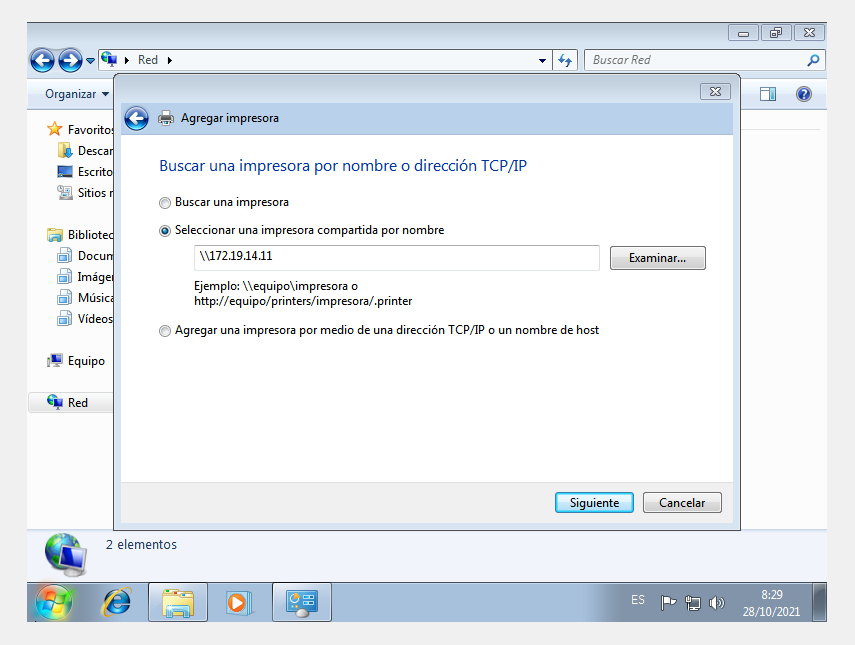 Red
Buscar Red
Organizar
Agregar impresora
Favoritos
Descar
Escrito
Sitios r
Bibliotec
Docum
Imáger
Música
Vídeos
Equipo
Red
Buscar una impresora por nombre o dirección TCP/IP
Buscar una impresora
Seleccionar una impresora compartida por nombre
\\172.19.14.11
Examinar...
Ejemplo: \\equipo\impresora o
http://equipo/printers/impresora/.printer
Agregar una impresora por medio de una dirección TCP/IP o un nombre de host
Siguiente
Cancelar
2 elementos
ES
8:29
28/10/2021